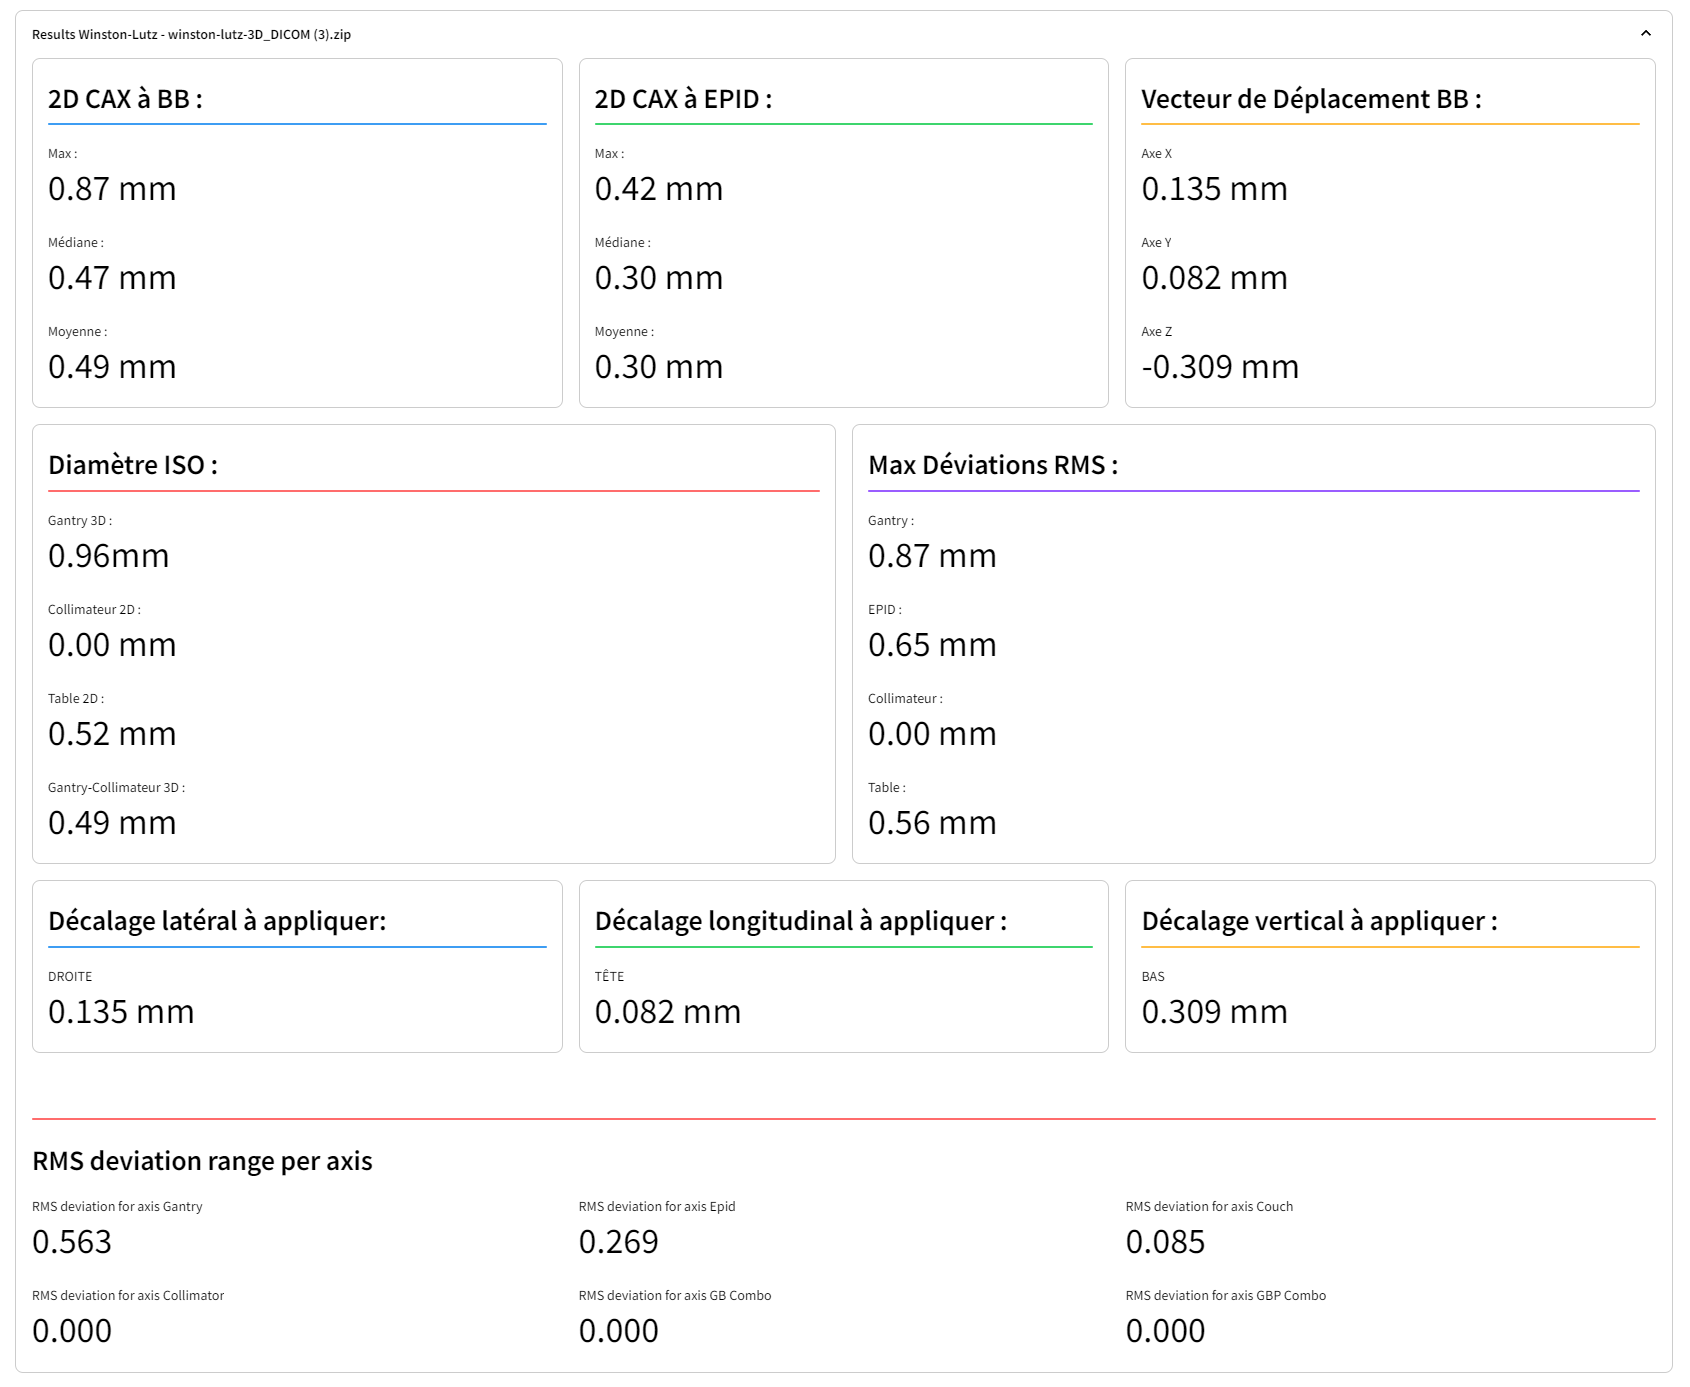 Results Winston-Lutz - winston-lutz-3D_DICOM (3).zip
2D CAX à BB :
Max :
0.87 mm
Médiane :
0.47 mm
Moyenne :
0.49 mm
2D CAX à EPID :
Max :
0.42 mm
Médiane :
0.30 mm
Moyenne :
0.30 mm
Vecteur de Déplacement BB :
Axe X
0.135 mm
Axe Y
0.082 mm
Axe Z
-0.309 mm
Diamètre ISO :
Gantry 3D :
0.96mm
Collimateur 2D :
0.00 mm
Table 2D :
0.52 mm
Gantry-Collimateur 3D :
0.49 mm
Max Déviations RMS :
Gantry :
0.87 mm
EPID :
0.65 mm
Collimateur :
0.00 mm
Table :
0.56 mm
Décalage latéral à appliquer:
DROITE
0.135 mm
Décalage longitudinal à appliquer :
TÊTE
0.082 mm
Décalage vertical à appliquer :
BAS
0.309 mm
RMS deviation range per axis
RMS deviation for axis Gantry
0.563
RMS deviation for axis Epid
0.269
RMS deviation for axis Couch
0.085
RMS deviation for axis Collimator
0.000
RMS deviation for axis GB Combo
0.000
RMS deviation for axis GBP Combo
0.000